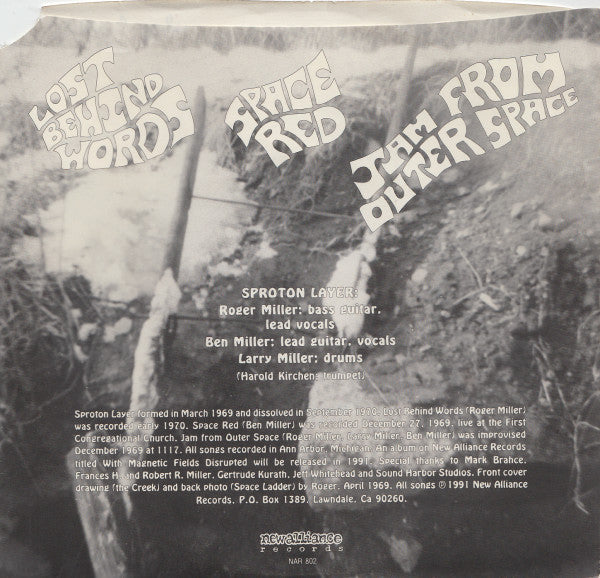 LOST
BEHIND
WORDS
SPACE
RED
JAM FROM
OUTER SPACE
SPROTON LAYER:
Roger Miller: bass guitar,
lead vocals
Ben Miller: lead guitar, vocals
Larry Miller: drums
(Harold Kirchen: trumpet)
Sproton Layer formed in March 1969 and dissolved in September 1970. Lost Behind Words (Roger Miller)
was recorded early 1970. Space Red (Ben Miller) was recorded December 27, 1969, live at the First
Congregational Church. Jam from Outer Space (Roger Miller, Larry Miller, Ben Miller) was improvised
December 1969 at 1117. All songs recorded in Ann Arbor, Michigan. An album on New Alliance Records
titled With Magnetic Fields Disrupted will be released in 1991. Special thanks to Mark Brahce,
Frances H. and Robert R. Miller, Gertrude Kurath, Jeff Whitehead and Sound Harbor Studios. Front cover
drawing (the Creek) and back photo (Space Ladder) by Roger, April 1969. All songs ℗ 1991 New Alliance
Records, P.O. Box 1389, Lawndale, Ca 90260.
newalliance
records
NAR 802